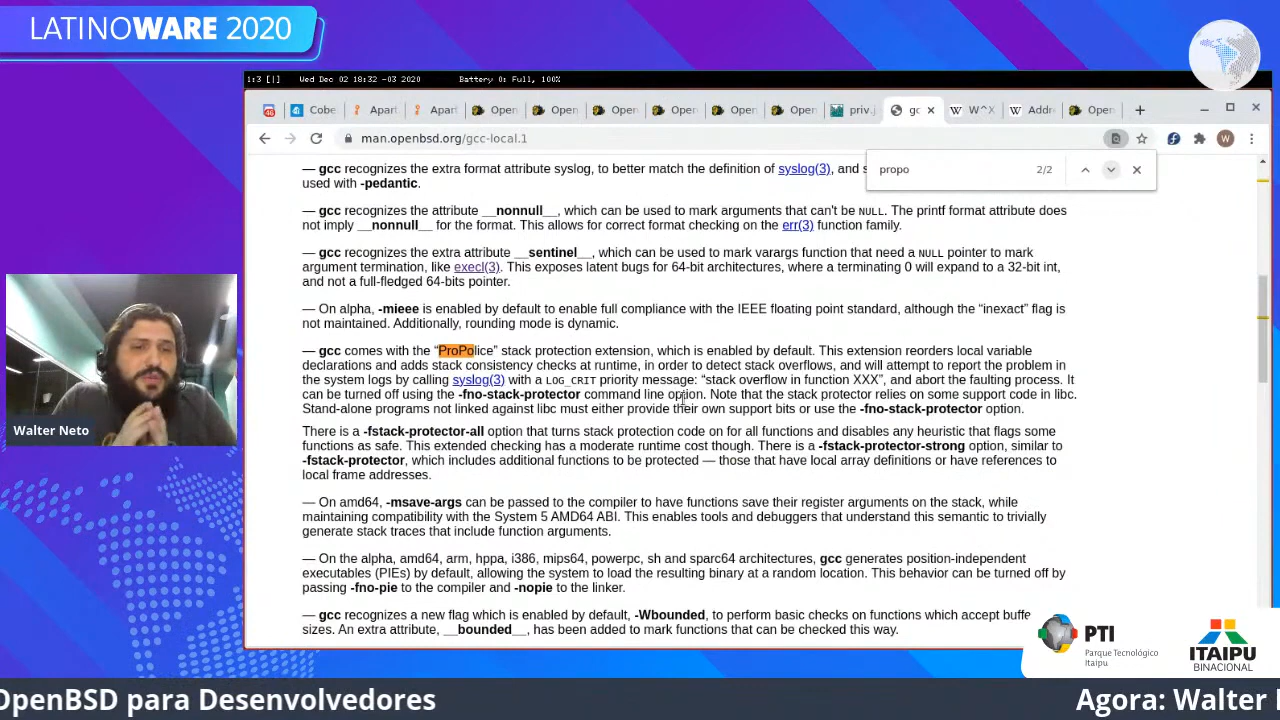 LATINOWARE 2020
1:3 [|] Wed Dec 02 18:32 -03 2020 Battery 0: Full, 100%
Cobe Apart Apart Open Open Open Open Open Open priv.j gc W^X Addr Open
man.openbsd.org/gcc-local.1
propo 2/2
— gcc recognizes the extra format attribute syslog, to better match the definition of syslog(3), and s
used with -pedantic.
— gcc recognizes the attribute __nonnull__, which can be used to mark arguments that can't be NULL. The printf format attribute does
not imply __nonnull__ for the format. This allows for correct format checking on the err(3) function family.
— gcc recognizes the extra attribute __sentinel__, which can be used to mark varargs function that need a NULL pointer to mark
argument termination, like execl(3). This exposes latent bugs for 64-bit architectures, where a terminating 0 will expand to a 32-bit int,
and not a full-fledged 64-bits pointer.
— On alpha, -mieee is enabled by default to enable full compliance with the IEEE floating point standard, although the “inexact” flag is
not maintained. Additionally, rounding mode is dynamic.
— gcc comes with the “ProPolice” stack protection extension, which is enabled by default. This extension reorders local variable
declarations and adds stack consistency checks at runtime, in order to detect stack overflows, and will attempt to report the problem in
the system logs by calling syslog(3) with a LOG_CRIT priority message: “stack overflow in function XXX”, and abort the faulting process. It
can be turned off using the -fno-stack-protector command line option. Note that the stack protector relies on some support code in libc.
Stand-alone programs not linked against libc must either provide their own support bits or use the -fno-stack-protector option.
There is a -fstack-protector-all option that turns stack protection code on for all functions and disables any heuristic that flags some
functions as safe. This extended checking has a moderate runtime cost though. There is a -fstack-protector-strong option, similar to
-fstack-protector, which includes additional functions to be protected — those that have local array definitions or have references to
local frame addresses.
— On amd64, -msave-args can be passed to the compiler to have functions save their register arguments on the stack, while
maintaining compatibility with the System 5 AMD64 ABI. This enables tools and debuggers that understand this semantic to trivially
generate stack traces that include function arguments.
— On the alpha, amd64, arm, hppa, i386, mips64, powerpc, sh and sparc64 architectures, gcc generates position-independent
executables (PIEs) by default, allowing the system to load the resulting binary at a random location. This behavior can be turned off by
passing -fno-pie to the compiler and -nopie to the linker.
— gcc recognizes a new flag which is enabled by default, -Wbounded, to perform basic checks on functions which accept buffe
sizes. An extra attribute, __bounded__, has been added to mark functions that can be checked this way.
Walter Neto
PTI
Parque Tecnológico
Itaipu
ITAIPU
BINACIONAL
OpenBSD para Desenvolvedores Agora: Walter